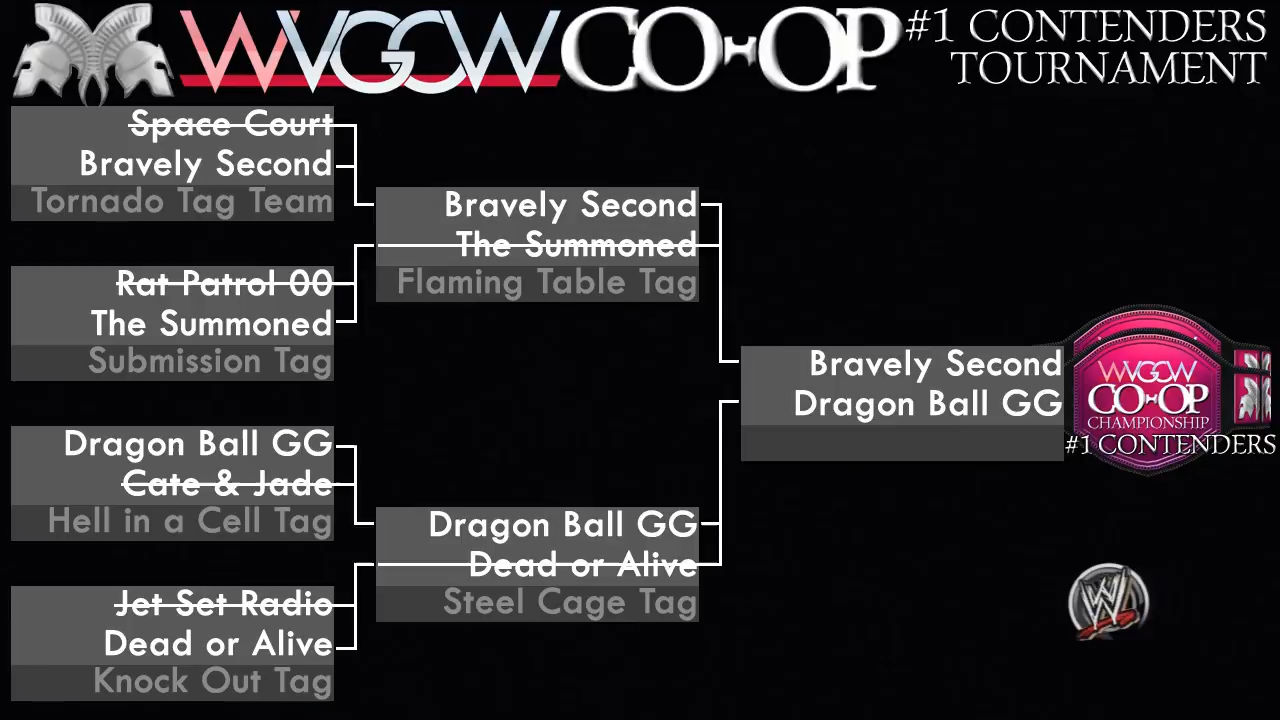 WVGCW CO-OP #1 CONTENDERS
TOURNAMENT
Space Court
Bravely Second
Tornado Tag Team
Rat Patrol 00
The Summoned
Submission Tag
Dragon Ball GG
Cate & Jade
Hell in a Cell Tag
Jet Set Radio
Dead or Alive
Knock Out Tag
Bravely Second
The Summoned
Flaming Table Tag
Dragon Ball GG
Dead or Alive
Steel Cage Tag
Bravely Second
Dragon Ball GG
WVGCW
CO-OP
CHAMPIONSHIP
#1 CONTENDERS
W